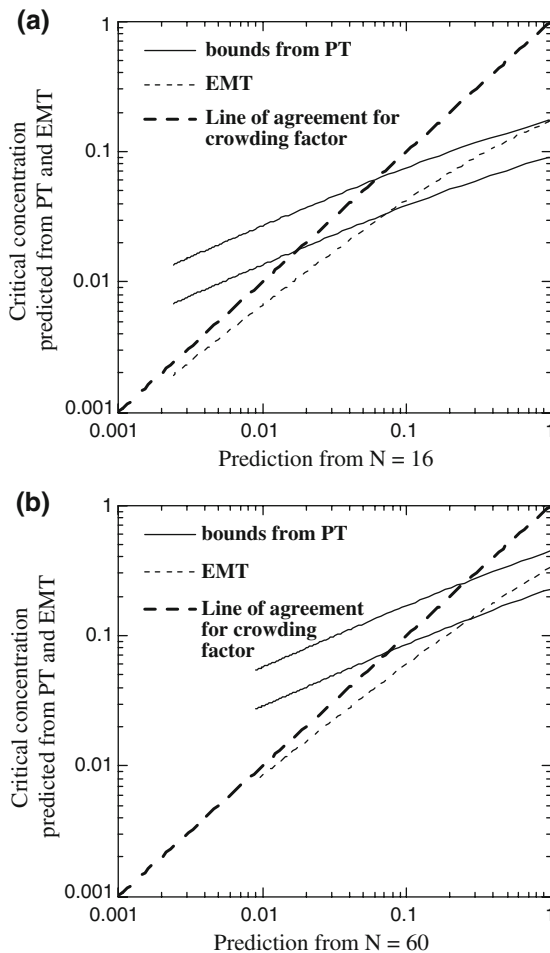 (a)
1
0.1
0.01
0.001
Critical concentration
predicted from PT and EMT
bounds from PT
EMT
Line of agreement for
crowding factor
0.001
0.01
0.1
1
Prediction from N = 16
(b)
1
0.1
0.01
0.001
Critical concentration
predicted from PT and EMT
bounds from PT
EMT
Line of agreement
for crowding
factor
0.001
0.01
0.1
1
Prediction from N = 60